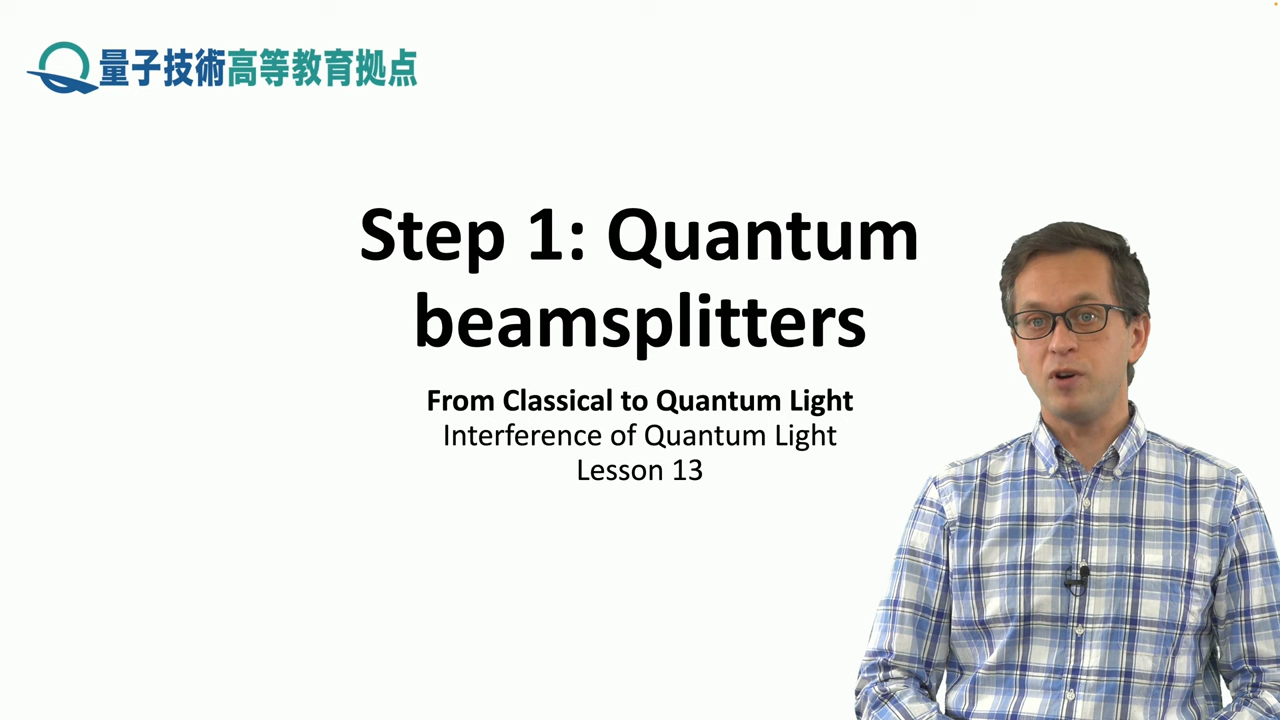 量子技術高等教育拠点
Step 1: Quantum
beamsplitters
From Classical to Quantum Light
Interference of Quantum Light
Lesson 13